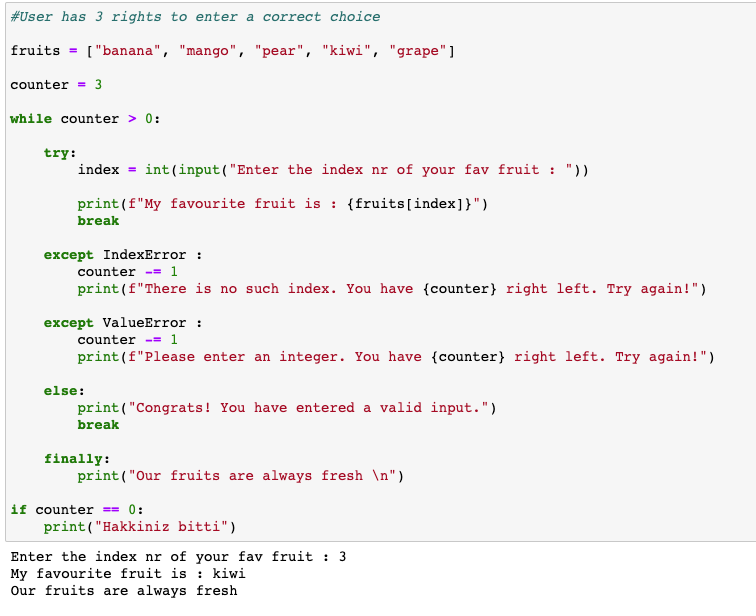 #User has 3 rights to enter a correct choice
fruits = ["banana", "mango", "pear", "kiwi", "grape"]
counter = 3
while counter > 0:
    try:
        index = int(input("Enter the index nr of your fav fruit : "))
        print(f"My favourite fruit is : {fruits[index]}")
        break
    except IndexError :
        counter -= 1
        print(f"There is no such index. You have {counter} right left. Try again!")
    except ValueError :
        counter -= 1
        print(f"Please enter an integer. You have {counter} right left. Try again!")
    else:
        print("Congrats! You have entered a valid input.")
        break
    finally:
        print("Our fruits are always fresh \n")
if counter == 0:
    print("Hakkiniz bitti")
Enter the index nr of your fav fruit : 3
My favourite fruit is : kiwi
Our fruits are always fresh